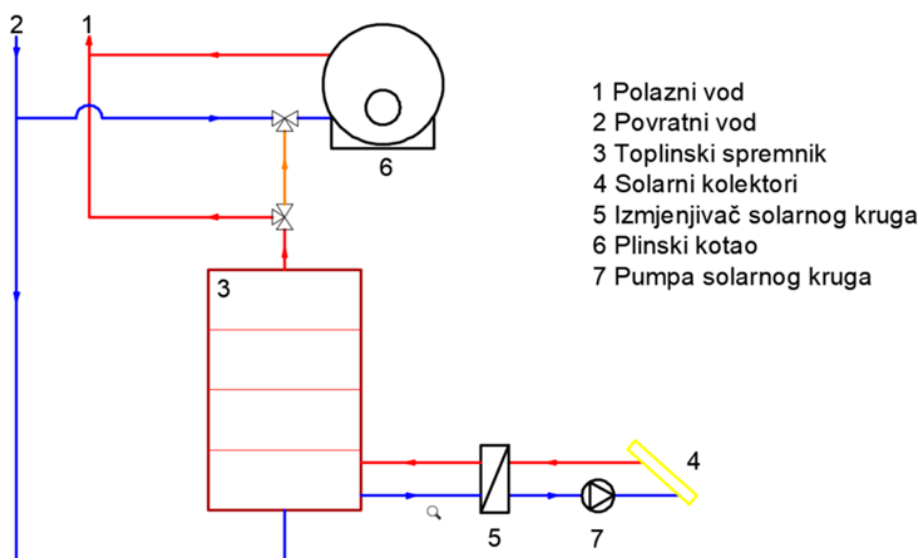 2
1
1 Polazni vod
2 Povratni vod
3 Toplinski spremnik
4 Solarni kolektori
5 Izmjenjivač solarnog kruga
6 Plinski kotao
7 Pumpa solarnog kruga
6
3
4
5
7